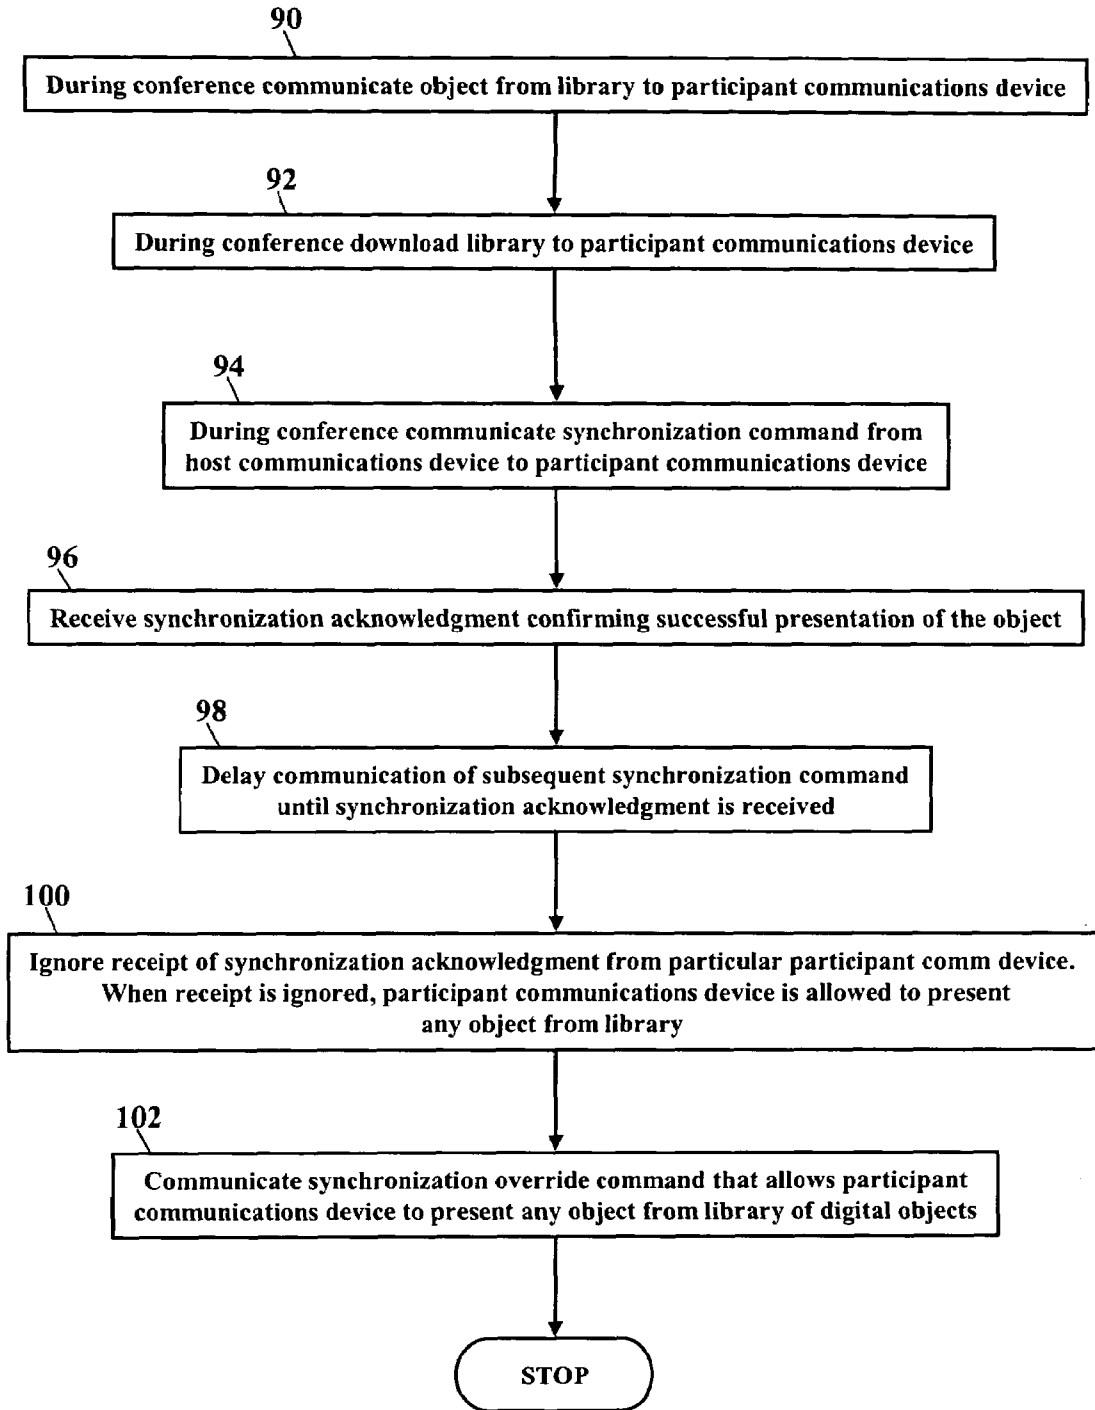 90
During conference communicate object from library to participant communications device
92
During conference download library to participant communications device
94
During conference communicate synchronization command from
host communications device to participant communications device
96
Receive synchronization acknowledgment confirming successful presentation of the object
98
Delay communication of subsequent synchronization command
until synchronization acknowledgment is received
100
Ignore receipt of synchronization acknowledgment from particular participant comm device.
When receipt is ignored, participant communications device is allowed to present
any object from library
102
Communicate synchronization override command that allows participant
communications device to present any object from library of digital objects
STOP